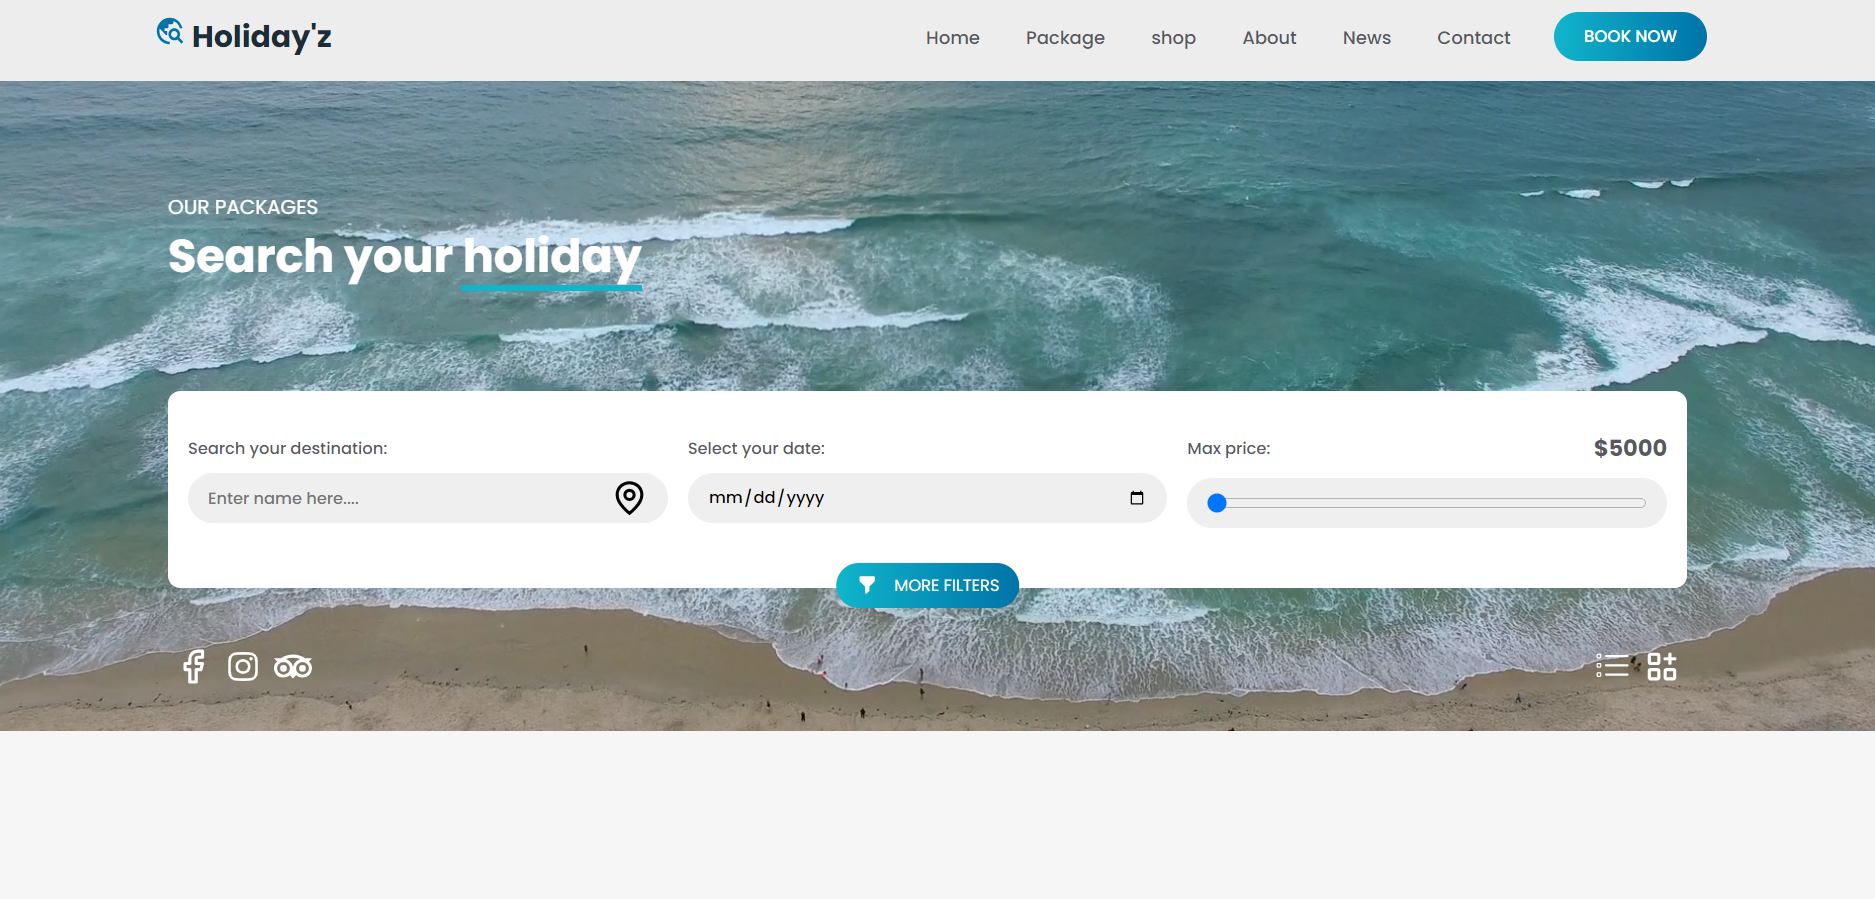 Holiday'z
Home Package shop About News Contact BOOK NOW
OUR PACKAGES
Search your holiday
Search your destination: Select your date: Max price: $5000
Enter name here.... mm/dd/yyyy
MORE FILTERS